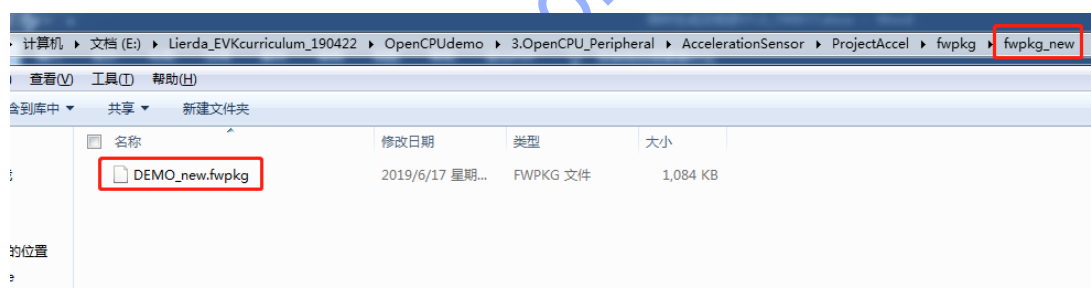 计算机 ▸ 文档 (E:) ▸ Lierda_EVKcurriculum_190422 ▸ OpenCPUdemo ▸ 3.OpenCPU_Peripheral ▸ AccelerationSensor ▸ ProjectAccel ▸ fwpkg ▸ fwpkg_new
查看(V) 工具(T) 帮助(H)
含到库中 共享 新建文件夹
名称 修改日期 类型 大小
DEMO_new.fwpkg 2019/6/17 星期... FWPKG 文件 1,084 KB
的位置